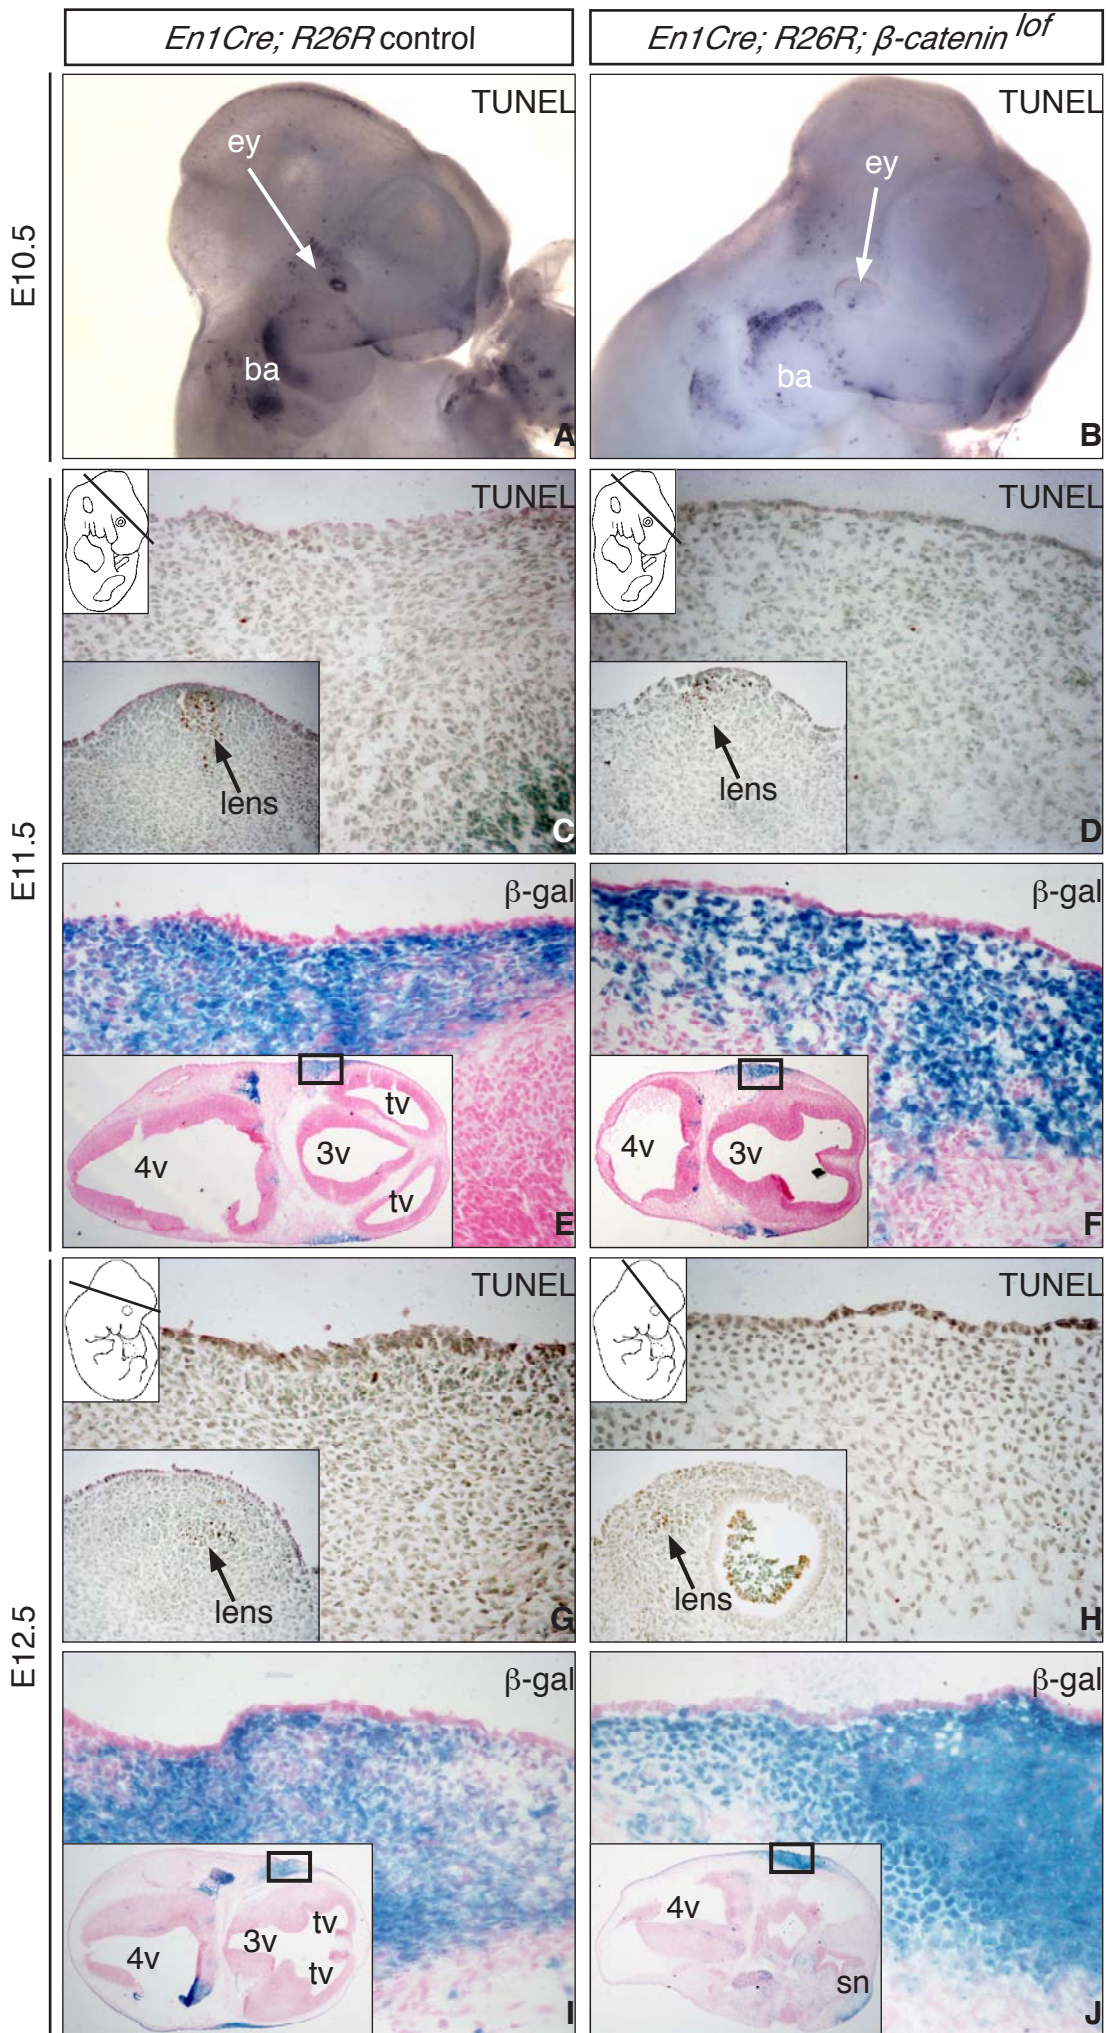 En1Cre; R26R control
En1Cre; R26R; β-catenin lof
E10.5
TUNEL
ey
ba
A
TUNEL
ey
ba
B
E11.5
TUNEL
lens
C
TUNEL
lens
D
β-gal
4v
3v
tv
tv
E
β-gal
4v
3v
F
E12.5
TUNEL
lens
G
TUNEL
lens
H
β-gal
4v
3v
tv
tv
I
β-gal
4v
sn
J